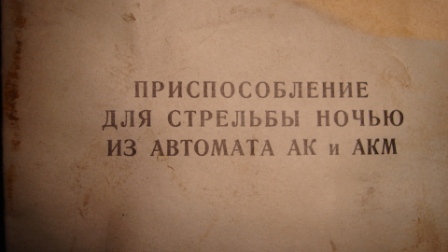 ПРИСПОСОБЛЕНИЕ
ДЛЯ СТРЕЛЬБЫ НОЧЬЮ
ИЗ АВТОМАТА АК и АКМ